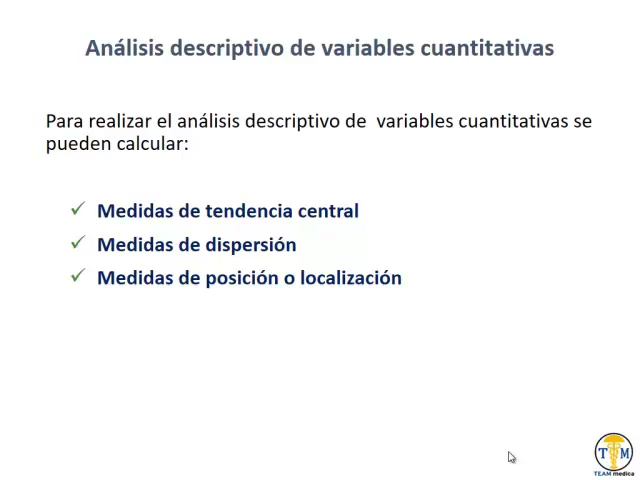 Análisis descriptivo de variables cuantitativas
Para realizar el análisis descriptivo de variables cuantitativas se
pueden calcular:
Medidas de tendencia central
Medidas de dispersión
Medidas de posición o localización
T M
TEAM medica